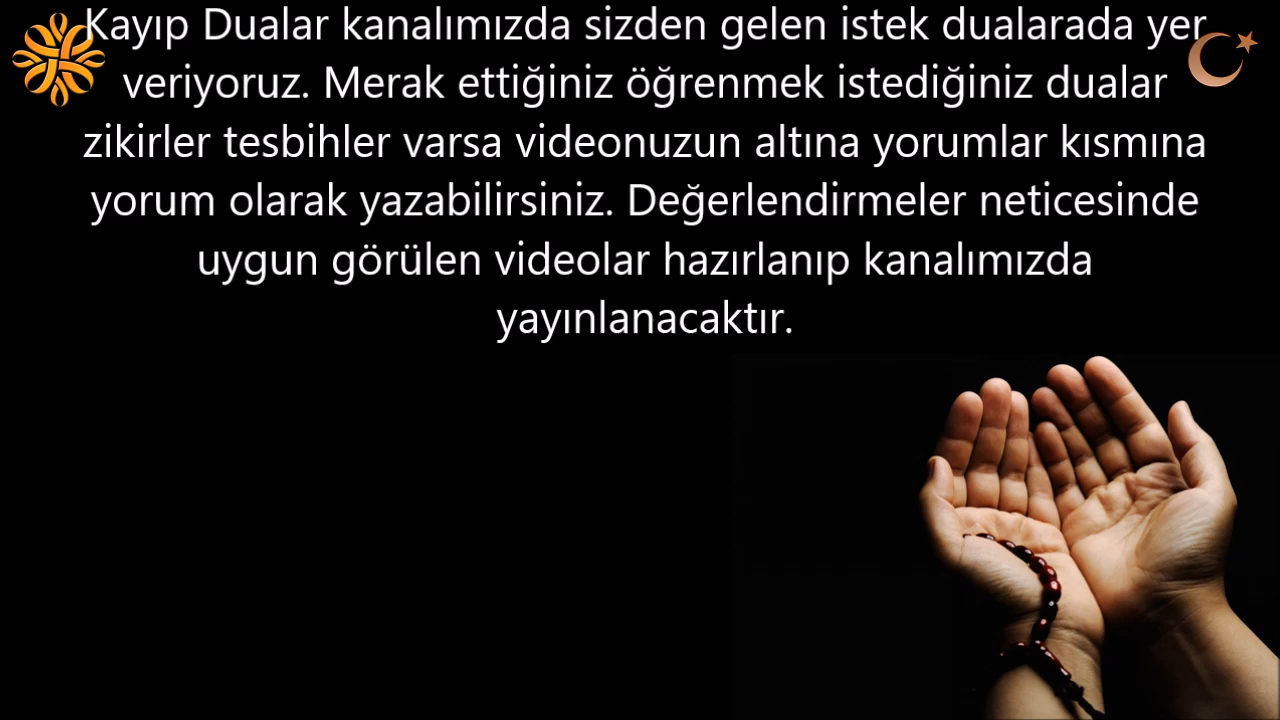 Kayıp Dualar kanalımızda sizden gelen istek dualarada yer
veriyoruz. Merak ettiğiniz öğrenmek istediğiniz dualar
zikirler tesbihler varsa videonuzun altına yorumlar kısmına
yorum olarak yazabilirsiniz. Değerlendirmeler neticesinde
uygun görülen videolar hazırlanıp kanalımızda
yayınlanacaktır.